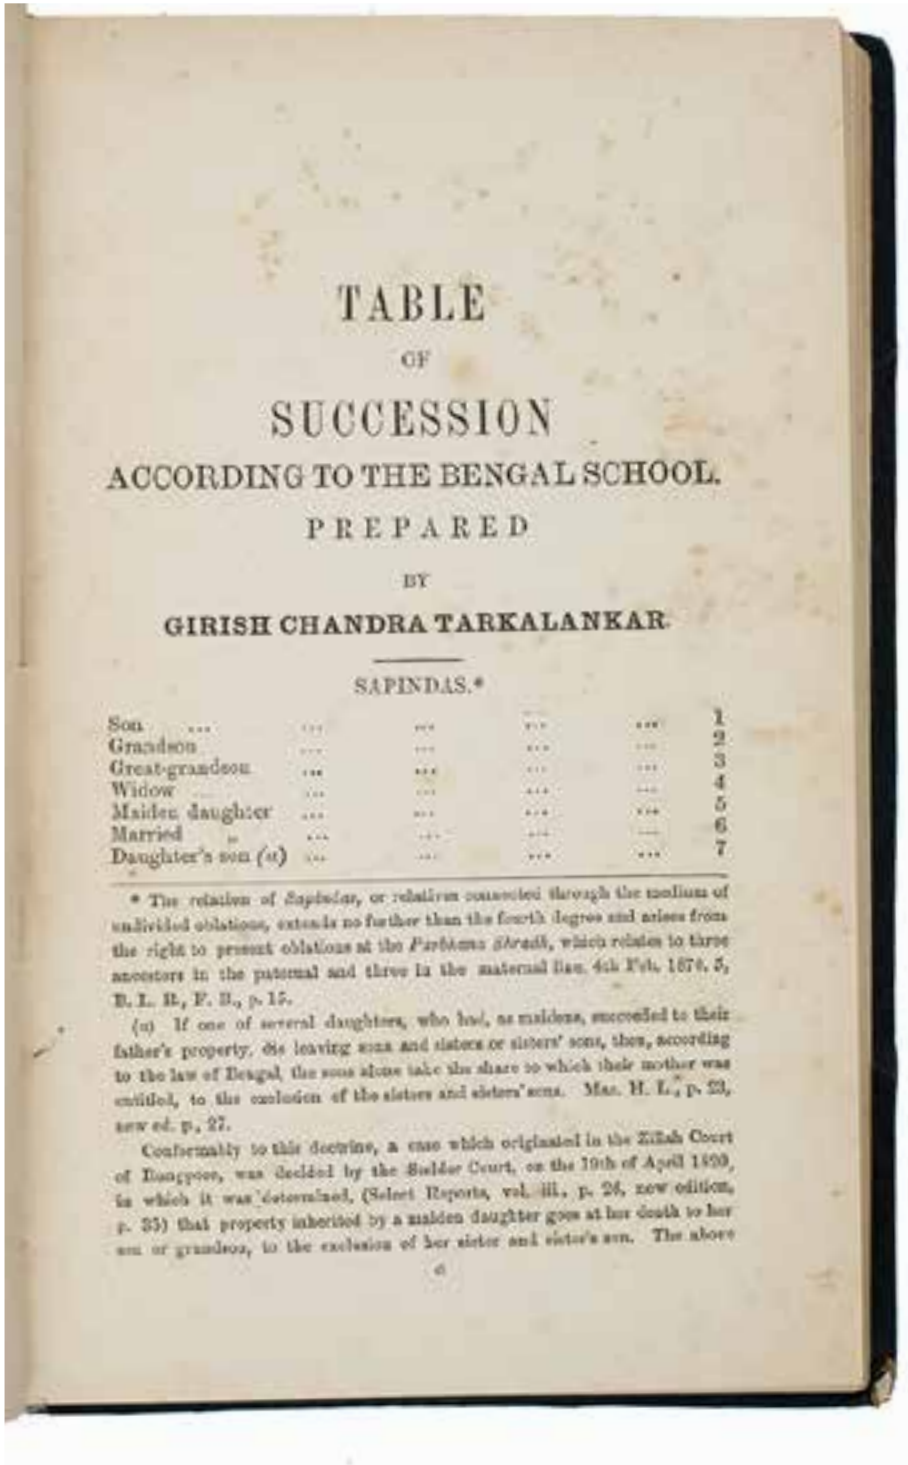 TABLE
OF
SUCCESSION
ACCORDING TO THE BENGAL SCHOOL.
PREPARED
BY
GIRISH CHANDRA TARKALANKAR.
SAPINDAS.*
Son ... ... ... ... ... 1
Grandson ... ... ... ... 2
Great-grandson ... ... ... ... 3
Widow ... ... ... ... ... 4
Maiden daughter ... ... ... ... 5
Married „ ... ... ... ... 6
Daughter's son (a) ... ... ... ... 7
* The relation of Sapindas, or relatives connected through the medium of
undivided oblations, extends no further than the fourth degree and arises from
the right to present oblations at the Parbhana Shradh, which relates to three
ancestors in the paternal and three in the maternal line. 4th Feb. 1870, 5,
B. L. R., F. B., p. 15.
(a) If one of several daughters, who had, as maidens, succeeded to their
father's property, die leaving sons and sisters or sisters' sons, then, according
to the law of Bengal, the sons alone take the share to which their mother was
entitled, to the exclusion of the sisters and sisters' sons. Mac. H. L., p. 23,
new ed. p., 27.
Conformably to this doctrine, a case which originated in the Zillah Court
of Rungpore, was decided by the Sudder Court, on the 19th of April 1820,
in which it was determined, (Select Reports, vol. iii., p. 26, new edition,
p. 35) that property inherited by a maiden daughter goes at her death to her
son or grandson, to the exclusion of her sister and sister's son. The above